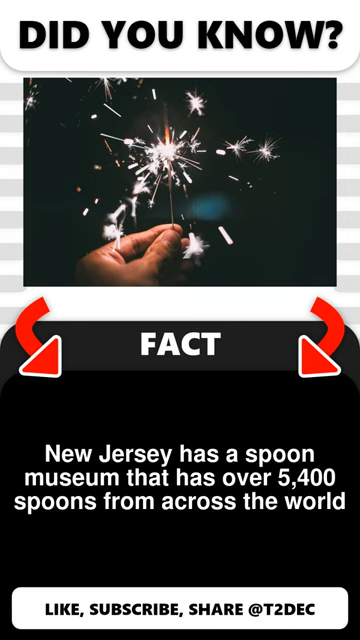 DID YOU KNOW?
FACT
New Jersey has a spoon
museum that has over 5,400
spoons from across the world
LIKE, SUBSCRIBE, SHARE @T2DEC